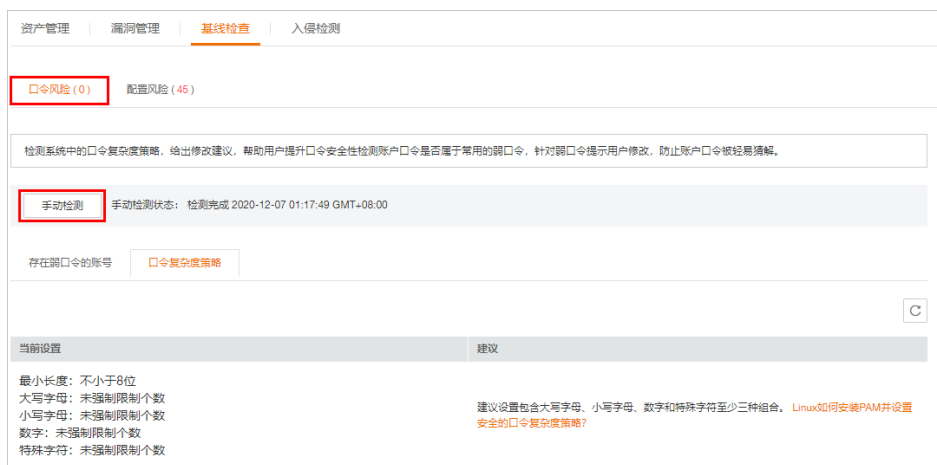 资产管理 漏洞管理 基线检查 入侵检测
口令风险 ( 0 ) 配置风险 ( 45 )
检测系统中的口令复杂度策略，给出修改建议，帮助用户提升口令安全性检测账户口令是否属于常用的弱口令，针对弱口令提示用户修改，防止账户口令被轻易猜解。
手动检测 手动检测状态： 检测完成 2020-12-07 01:17:49 GMT+08:00
存在弱口令的账号 口令复杂度策略
当前设置 建议
最小长度：不小于8位
大写字母：未强制限制个数
小写字母：未强制限制个数
数字：未强制限制个数
特殊字符：未强制限制个数
建议设置包含大写字母、小写字母、数字和特殊字符至少三种组合。 Linux如何安装PAM并设置
安全的口令复杂度策略？